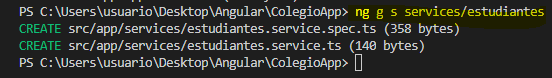 PS C:\Users\usuario\Desktop\Angular\ColegioApp> ng g s services/estudiantes
CREATE src/app/services/estudiantes.service.spec.ts (358 bytes)
CREATE src/app/services/estudiantes.service.ts (140 bytes)
PS C:\Users\usuario\Desktop\Angular\ColegioApp>